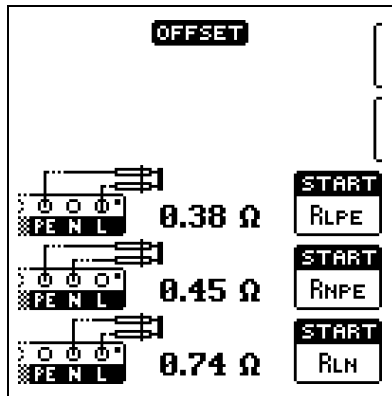 OFFSET
START
PE N L 0.38 Ω RLPE
START
PE N L 0.45 Ω RNPE
START
PE N L 0.74 Ω RLN